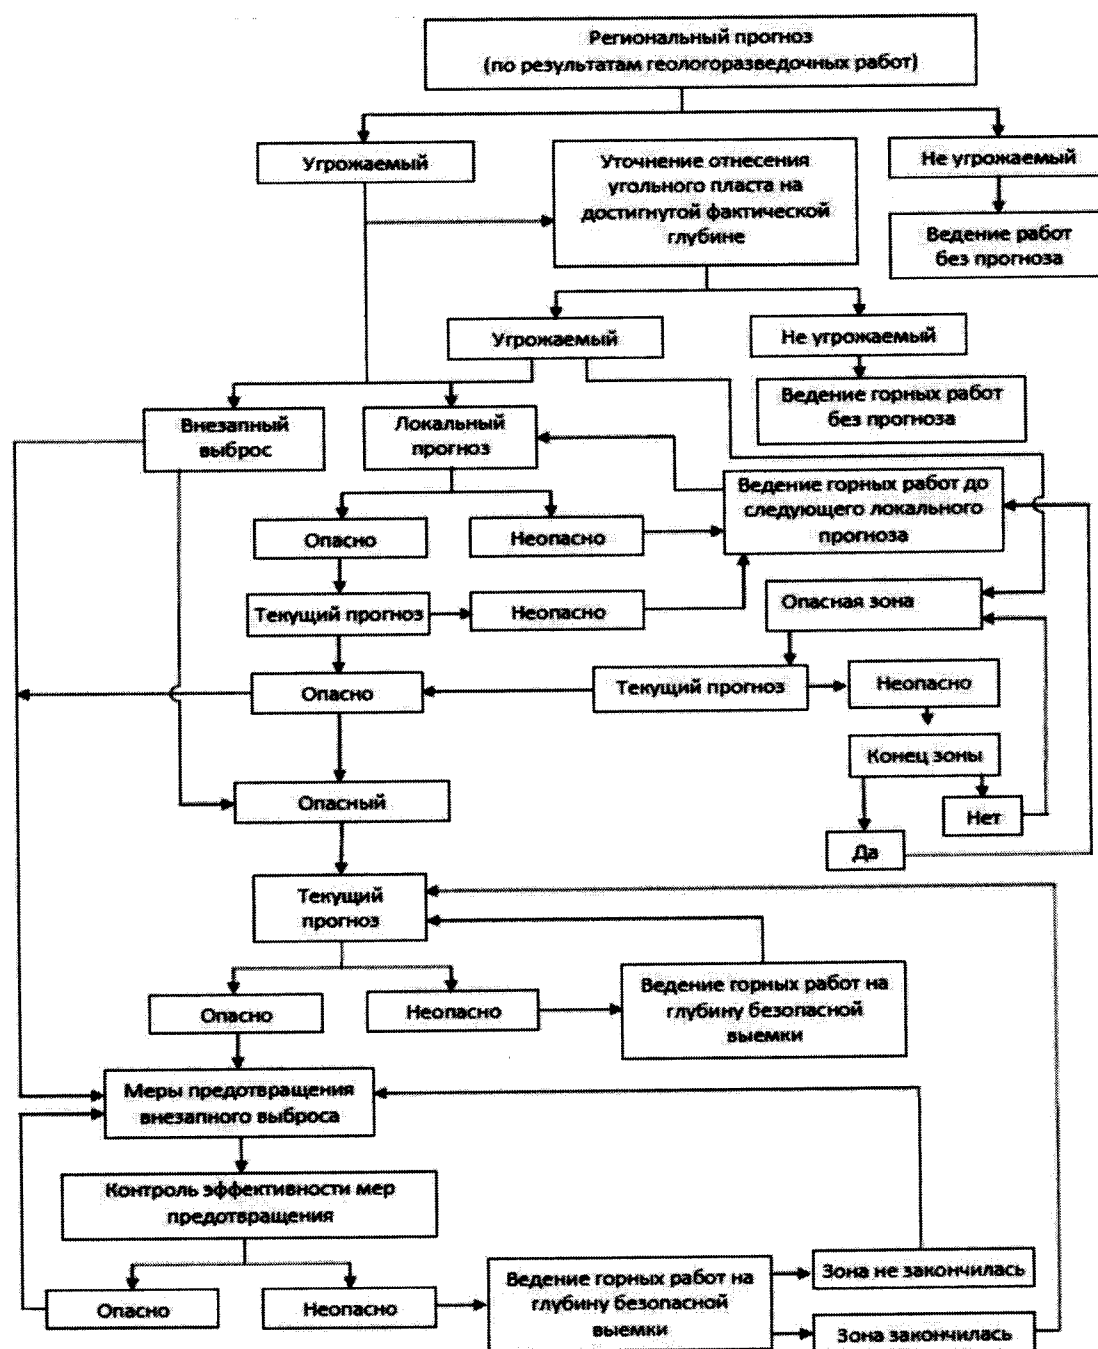 Региональный прогноз
(по результатам геологоразведочных работ)
Угрожаемый
Уточнение отнесения
угольного пласта на
достигнутой фактической
глубине
Не угрожаемый
Ведение работ
без прогноза
Угрожаемый
Не угрожаемый
Ведение горных работ
без прогноза
Внезапный
выброс
Локальный
прогноз
Ведение горных работ до
следующего локального
прогноза
Опасно
Неопасно
Текущий прогноз
Неопасно
Опасная зона
Опасно
Текущий прогноз
Неопасно
Конец зоны
Опасный
Нет
Да
Текущий
прогноз
Опасно
Неопасно
Ведение горных работ на
глубину безопасной
выемки
Меры предотвращения
внезапного выброса
Контроль эффективности мер
предотвращения
Опасно
Неопасно
Ведение горных работ на
глубину безопасной
выемки
Зона не закончилась
Зона закончилась